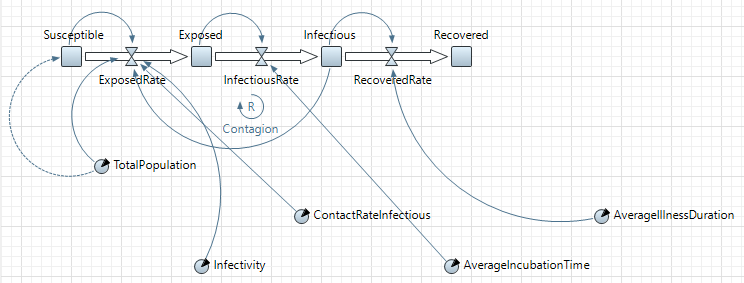 Susceptible
Exposed
Infectious
Recovered
ExposedRate
InfectiousRate
RecoveredRate
R
Contagion
TotalPopulation
ContactRateInfectious
AverageIllnessDuration
Infectivity
AverageIncubationTime